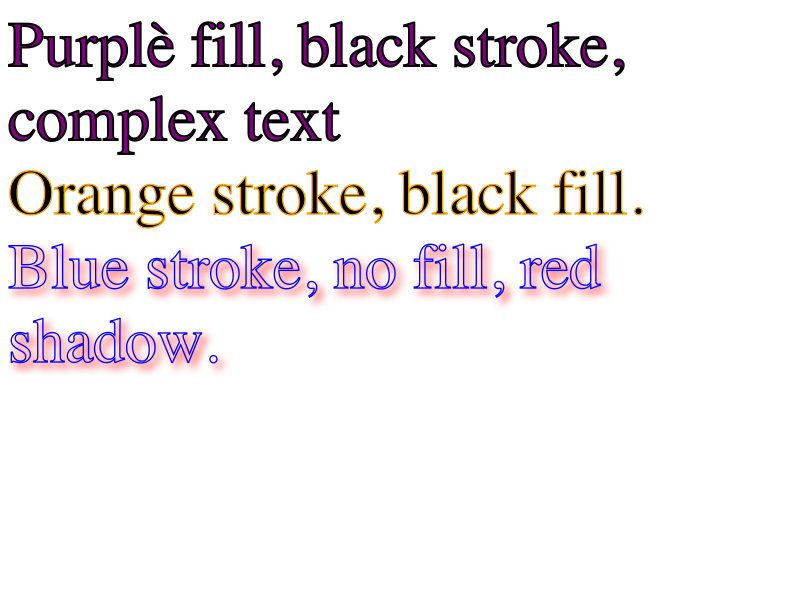 Purplè fill, black stroke,
complex text
Orange stroke, black fill.
Blue stroke, no fill, red
shadow.